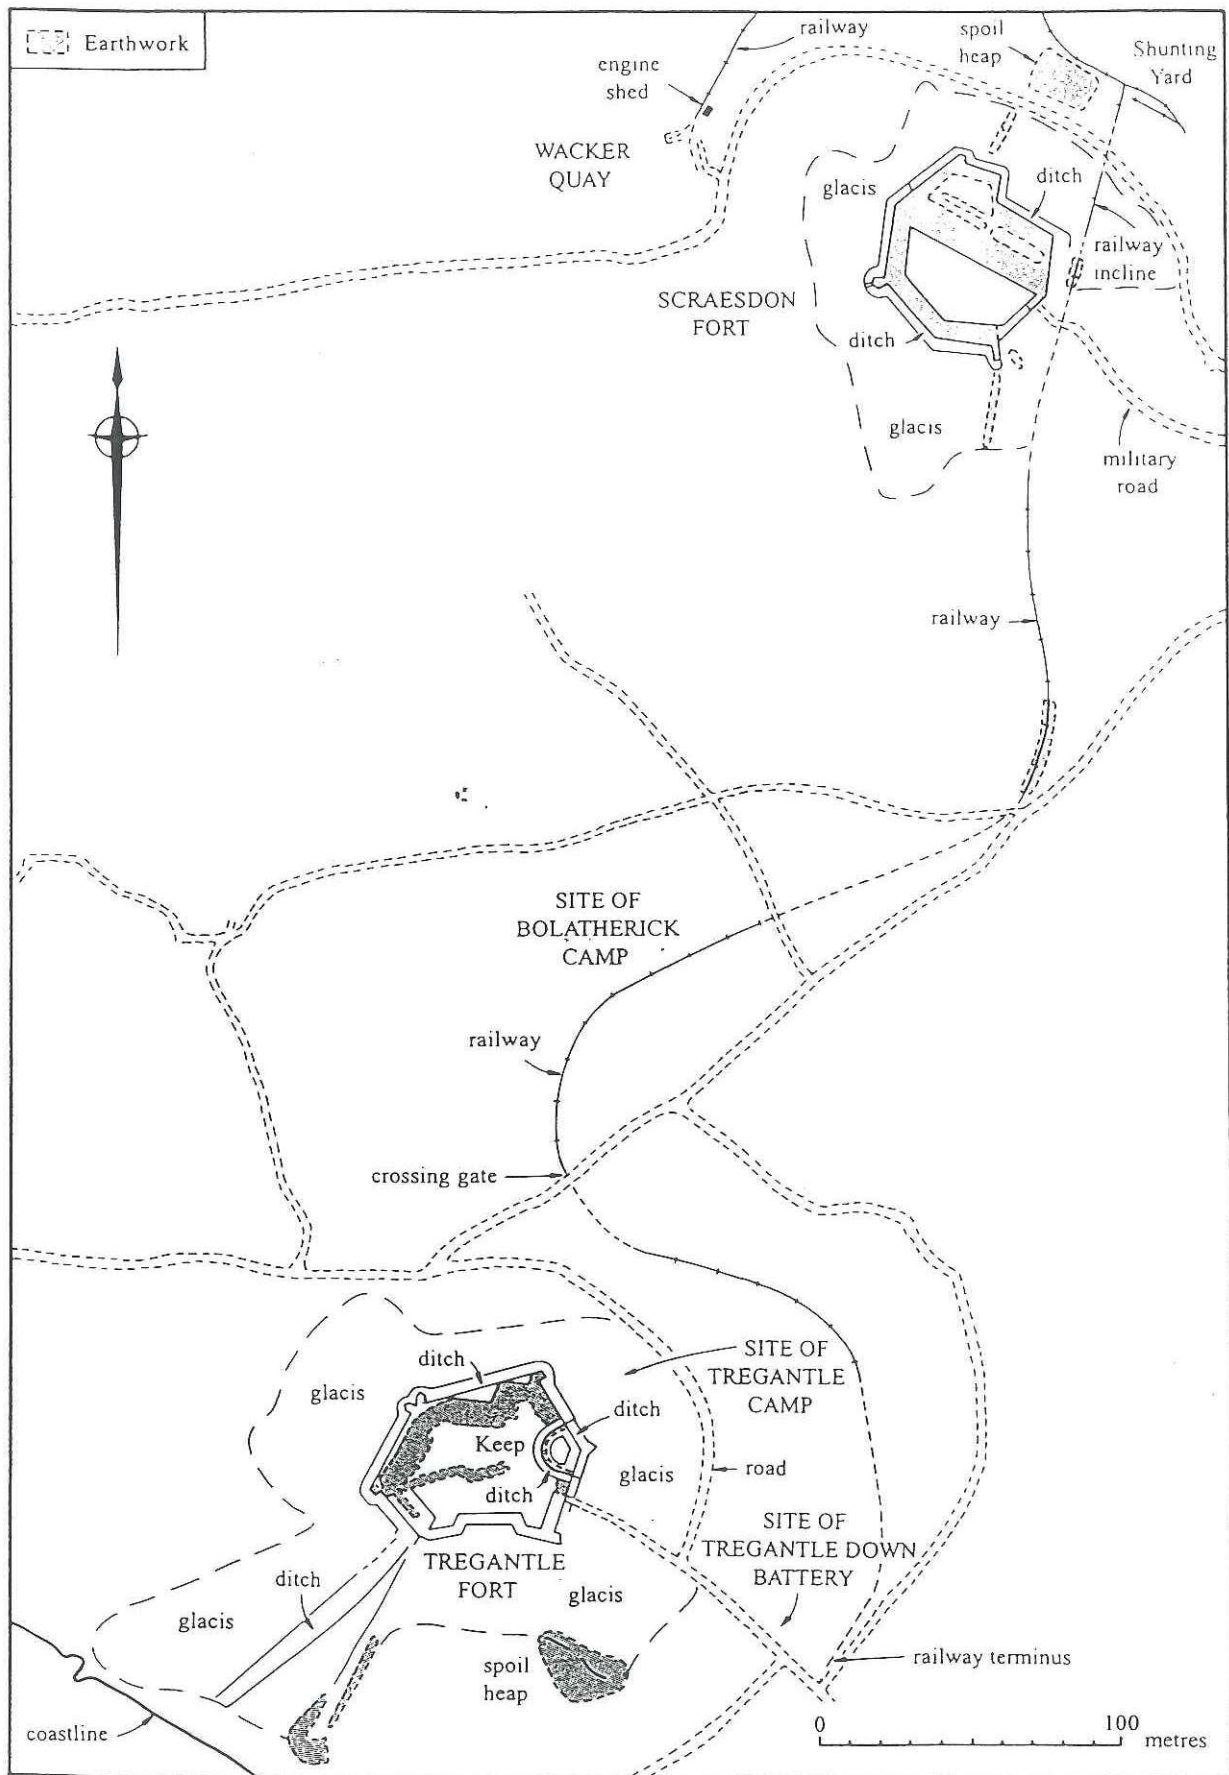 Earthwork
railway
engine
shed
WACKER
QUAY
spoil
heap
Shunting
Yard
glacis
ditch
railway
incline
SCRAESDON
FORT
ditch
glacis
military
road
railway
SITE OF
BOLATHERICK
CAMP
railway
crossing gate
ditch
glacis
SITE OF
TREGANTLE
CAMP
ditch
Keep
glacis
road
ditch
SITE OF
TREGANTLE DOWN
BATTERY
TREGANTLE
FORT
ditch
glacis
glacis
spoil
heap
railway terminus
coastline
0 100
metres